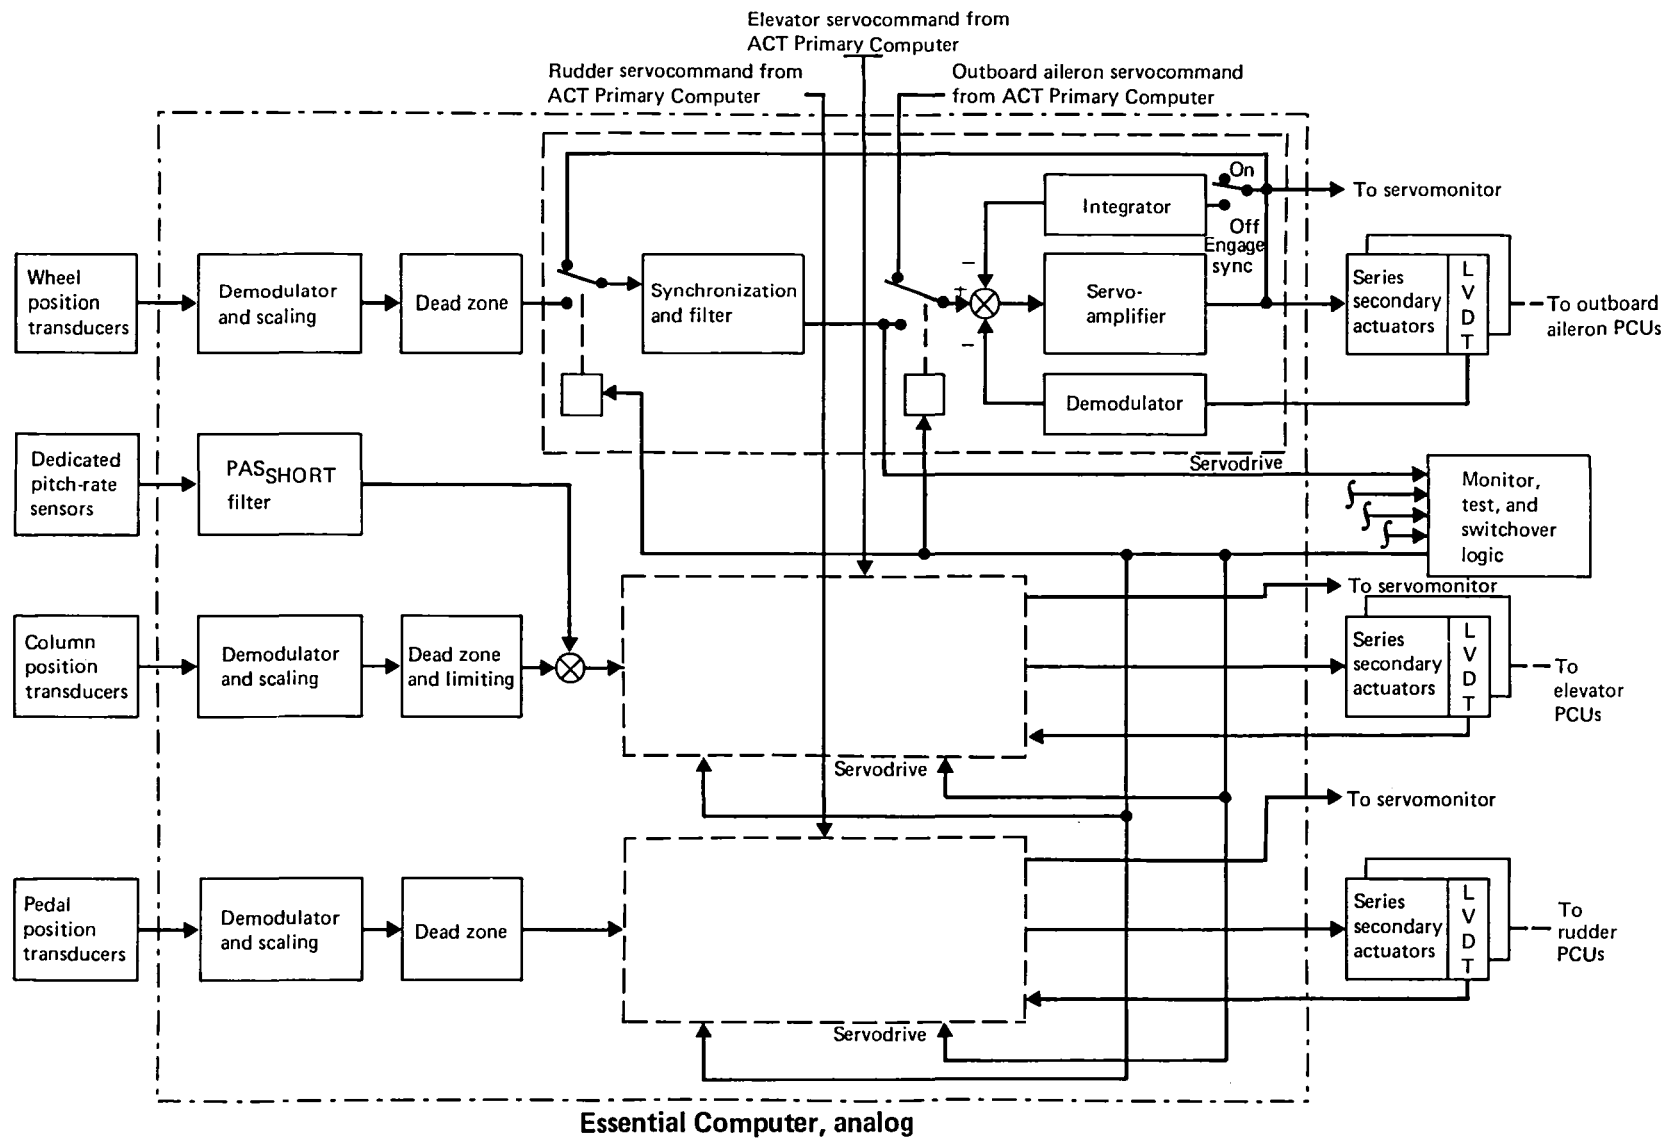 Elevator servocommand from
ACT Primary Computer
Rudder servocommand from
ACT Primary Computer
Outboard aileron servocommand
from ACT Primary Computer
Wheel
position
transducers
Demodulator
and scaling
Dead zone
Synchronization
and filter
Integrator
On
Off
Engage
sync
To servomonitor
−
+
−
Servo-
amplifier
Demodulator
Series
secondary
actuators
L
V
D
T
To outboard
aileron PCUs
Servodrive
Dedicated
pitch-rate
sensors
PAS SHORT
filter
Monitor,
test, and
switchover
logic
To servomonitor
Column
position
transducers
Demodulator
and scaling
Dead zone
and limiting
Series
secondary
actuators
L
V
D
T
To
elevator
PCUs
Servodrive
To servomonitor
Pedal
position
transducers
Demodulator
and scaling
Dead zone
Series
secondary
actuators
L
V
D
T
To
rudder
PCUs
Servodrive
Essential Computer, analog